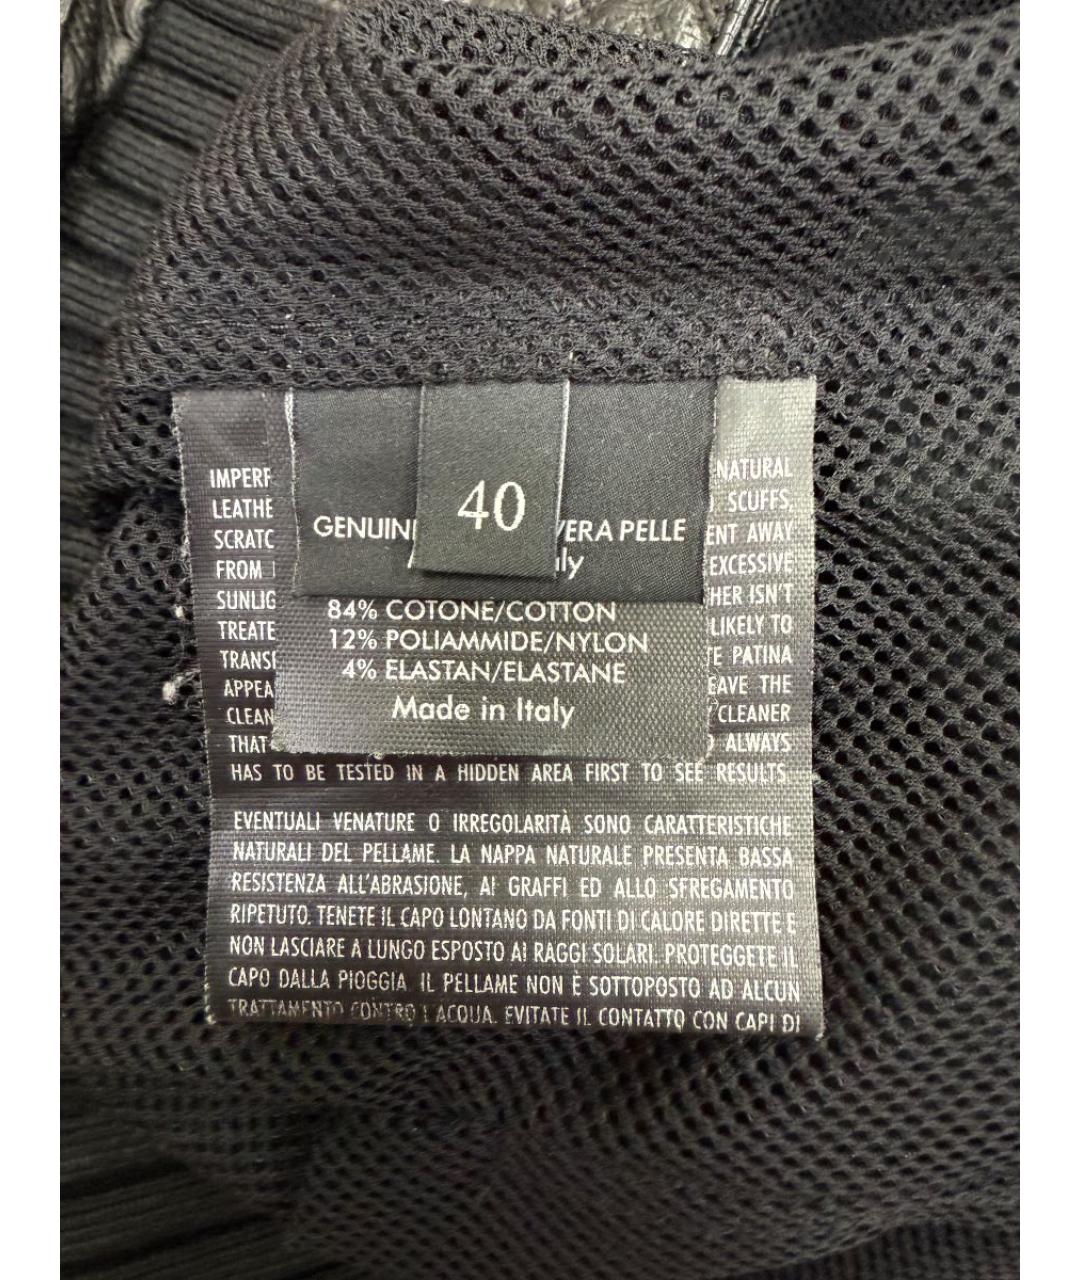 40
GENUIN VERA PELLE
ly
84% COTONE/COTTON
12% POLIAMMIDE/NYLON
4% ELASTAN/ELASTANE
Made in Italy
IMPERF NATURAL
LEATHE SCUFFS,
SCRATC ENT AWAY
FROM EXCESSIVE
SUNLIG HER ISN'T
TREATE LIKELY TO
TRANSF E PATINA
APPEA EAVE THE
CLEAN CLEANER
THAT ALWAYS
HAS TO BE TESTED IN A HIDDEN AREA FIRST TO SEE RESULTS.
EVENTUALI VENATURE O IRREGOLARITÀ SONO CARATTERISTICHE
NATURALI DEL PELLAME. LA NAPPA NATURALE PRESENTA BASSA
RESISTENZA ALL'ABRASIONE, AI GRAFFI ED ALLO SFREGAMENTO
RIPETUTO. TENETE IL CAPO LONTANO DA FONTI DI CALORE DIRETTE E
NON LASCIARE A LUNGO ESPOSTO AI RAGGI SOLARI. PROTEGGETE IL
CAPO DALLA PIOGGIA. IL PELLAME NON È SOTTOPOSTO AD ALCUN
TRATTAMENTO CONTRO L'ACQUA. EVITATE IL CONTATTO CON CAPI DI